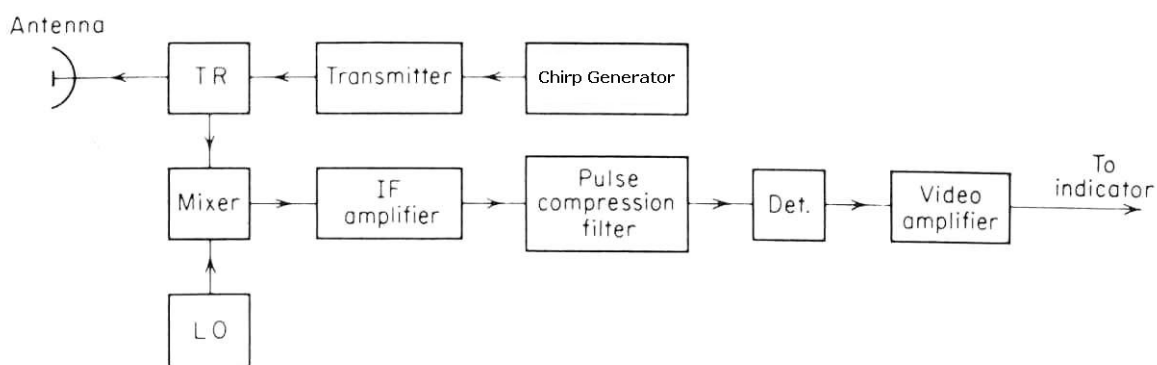 Antenna
TR
Transmitter
Chirp Generator
Mixer
IF
amplifier
Pulse
compression
filter
Det.
Video
amplifier
To
indicator
LO